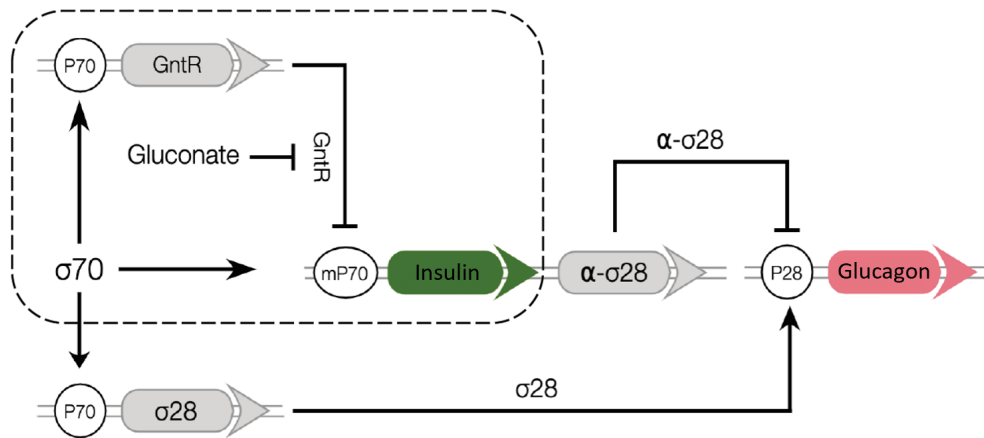 P70 GntR
Gluconate
GntR
α-σ28
σ70
mP70 Insulin α-σ28 P28 Glucagon
P70 σ28
σ28